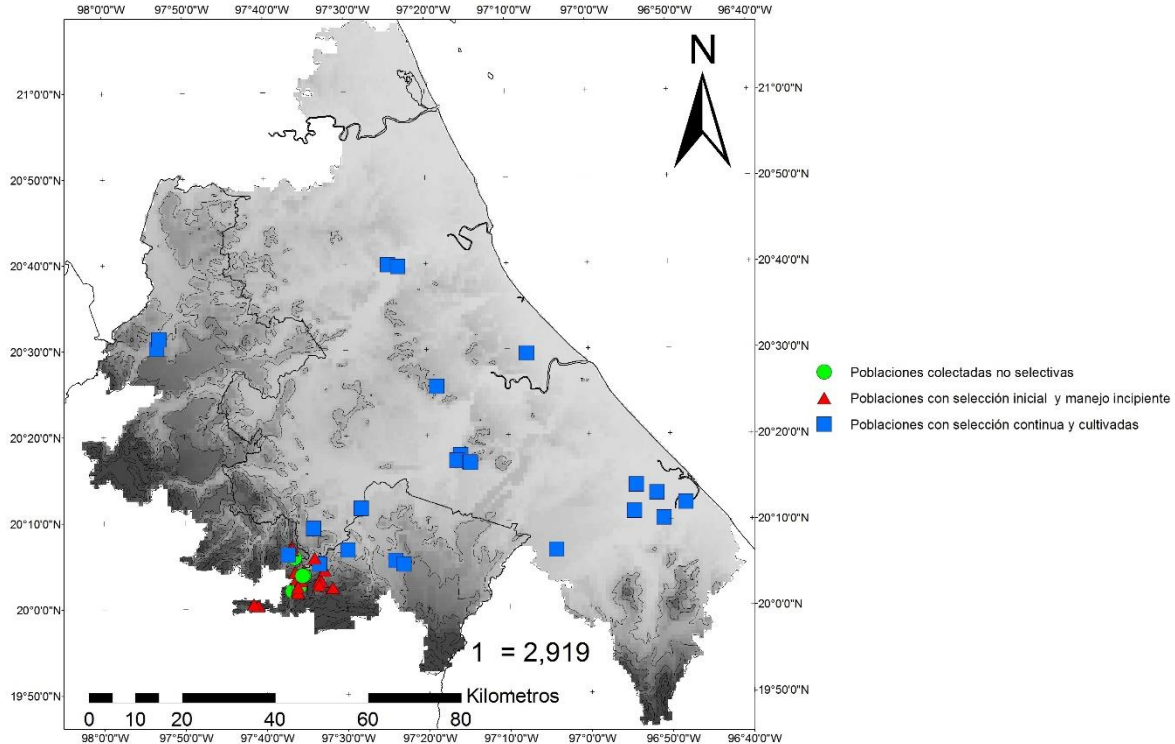 98°0'0"W 97°50'0"W 97°40'0"W 97°30'0"W 97°20'0"W 97°10'0"W 97°0'0"W 96°50'0"W 96°40'0"W
N
21°0'0"N 21°0'0"N
20°50'0"N 20°50'0"N
20°40'0"N 20°40'0"N
20°30'0"N 20°30'0"N
Poblaciones colectadas no selectivas
Poblaciones con selección inicial y manejo incipiente
Poblaciones con selección continua y cultivadas
20°20'0"N 20°20'0"N
20°10'0"N 20°10'0"N
20°0'0"N 20°0'0"N
1 = 2,919
19°50'0"N 19°50'0"N
Kilometros
0 10 20 40 60 80
98°0'0"W 97°50'0"W 97°40'0"W 97°30'0"W 97°20'0"W 97°10'0"W 97°0'0"W 96°50'0"W 96°40'0"W